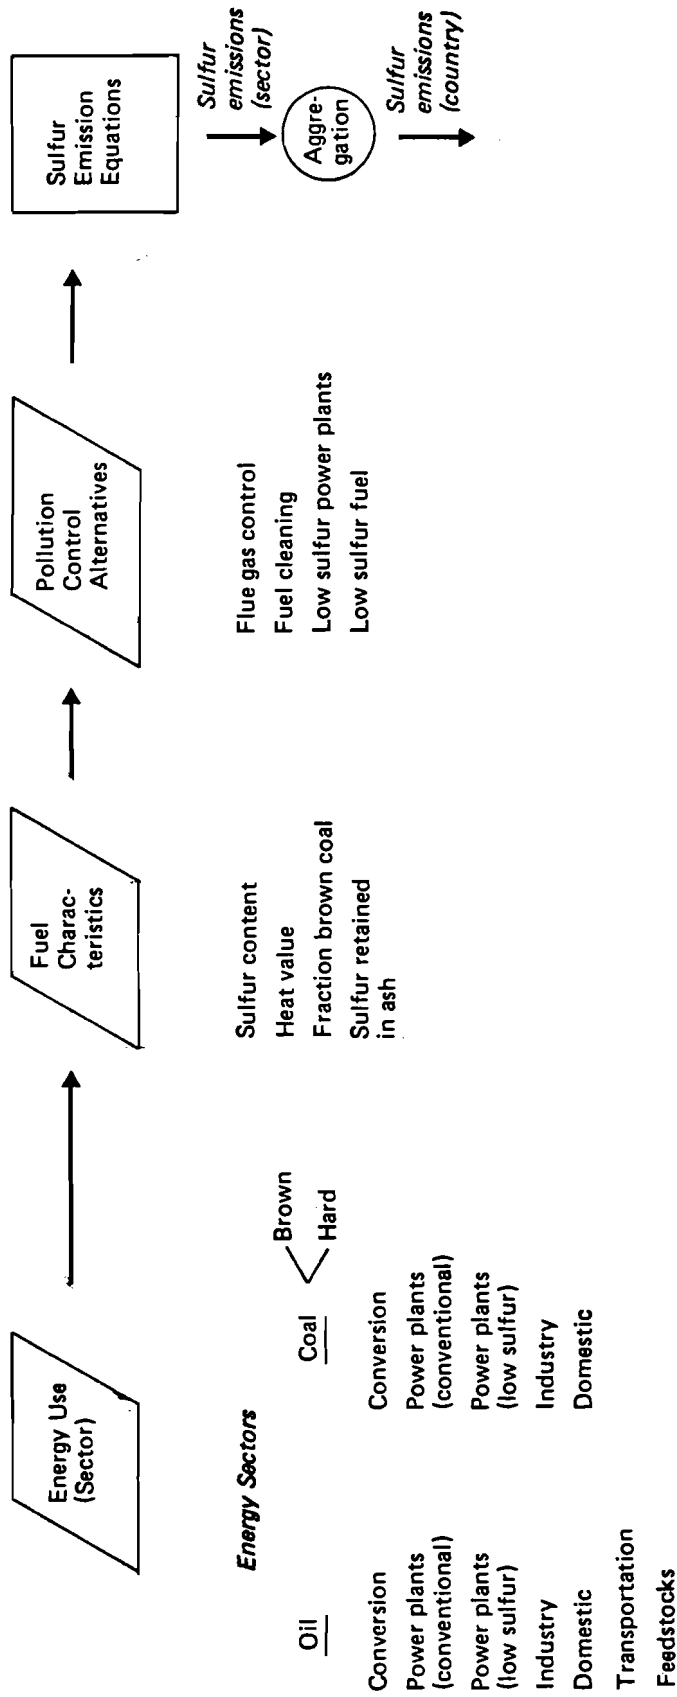 Energy Use
(Sector)
Fuel
Charac-
teristics
Pollution
Control
Alternatives
Sulfur
Emission
Equations
Energy Sectors
Oil
Conversion
Power plants
(conventional)
Power plants
(low sulfur)
Industry
Domestic
Transportation
Feedstocks
Coal
Brown
Hard
Conversion
Power plants
(conventional)
Power plants
(low sulfur)
Industry
Domestic
Sulfur content
Heat value
Fraction brown coal
Sulfur retained
in ash
Flue gas control
Fuel cleaning
Low sulfur power plants
Low sulfur fuel
Sulfur
emissions
(sector)
Aggre-
gation
Sulfur
emissions
(country)